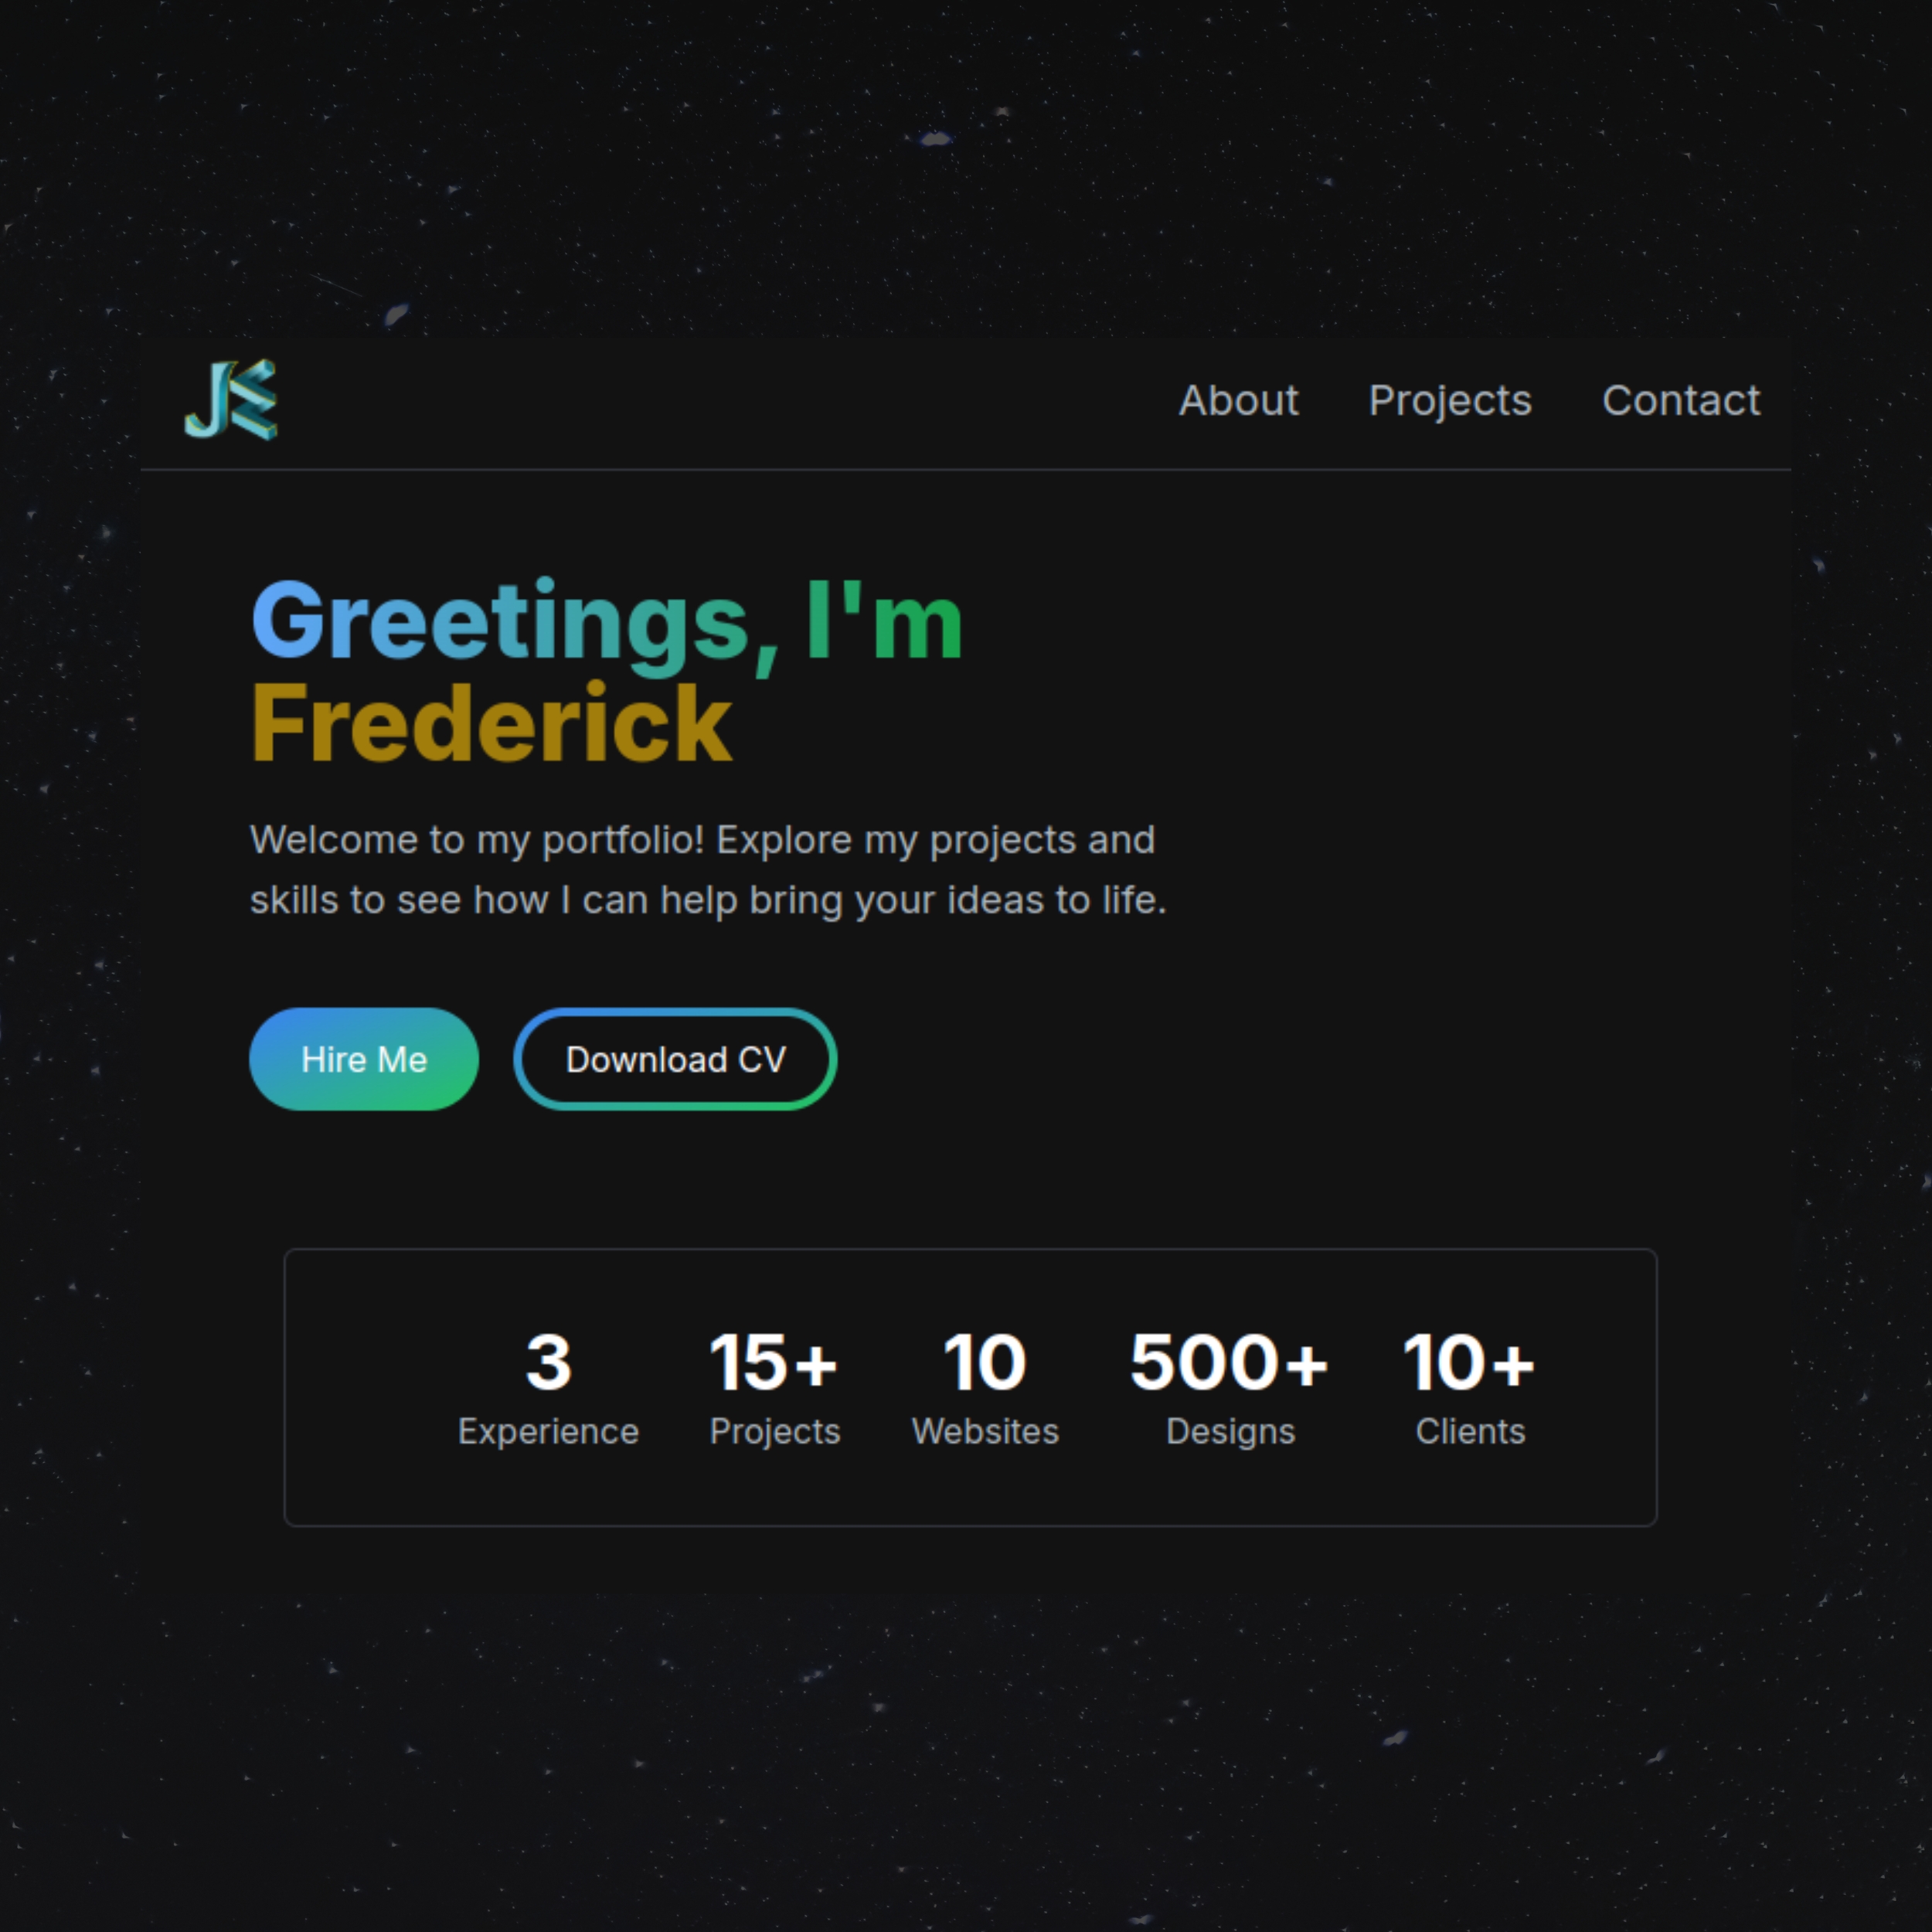 About Projects Contact
Greetings, I'm
Frederick
Welcome to my portfolio! Explore my projects and
skills to see how I can help bring your ideas to life.
Hire Me Download CV
3 15+ 10 500+ 10+
Experience Projects Websites Designs Clients